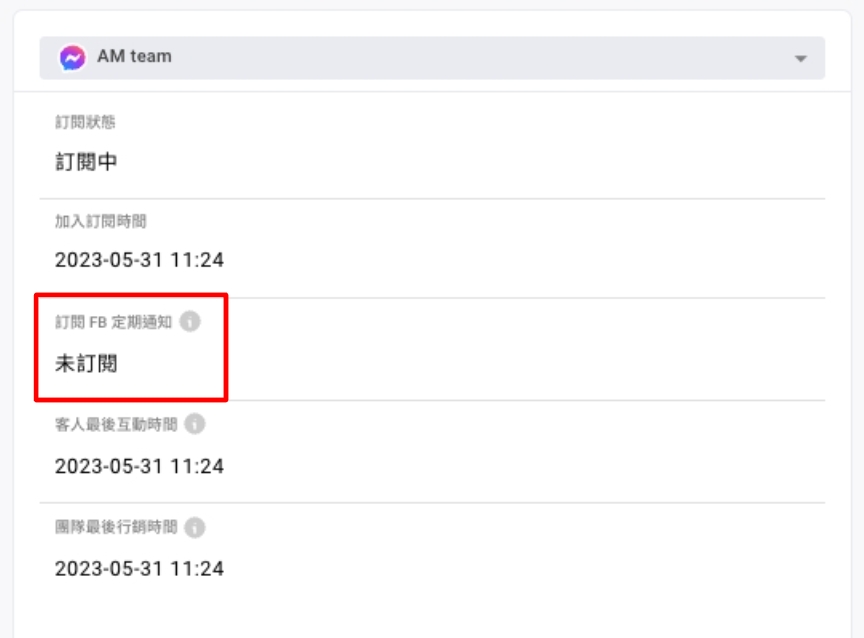 AM team
訂閱狀態
訂閱中
加入訂閱時間
2023-05-31 11:24
訂閱 FB 定期通知
未訂閱
客人最後互動時間
2023-05-31 11:24
團隊最後行銷時間
2023-05-31 11:24